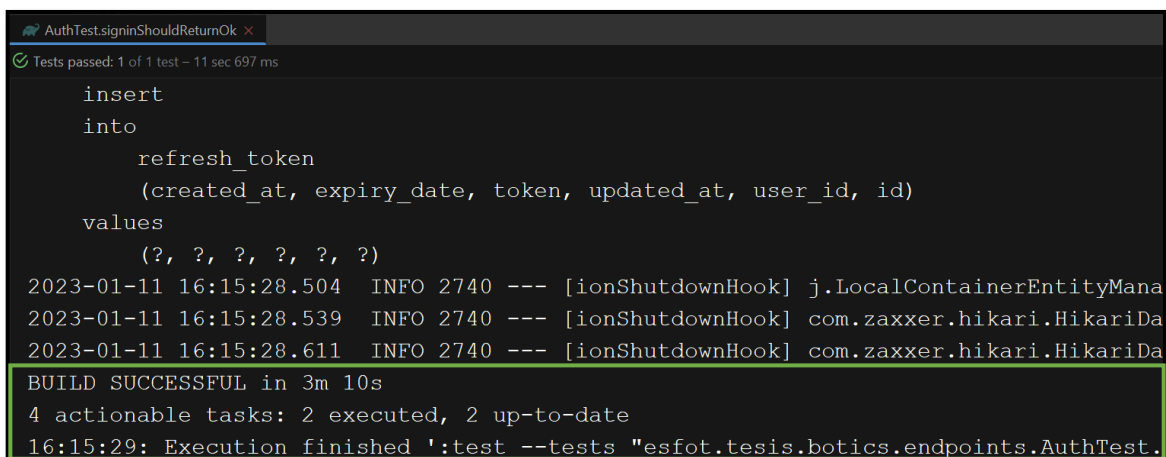 AuthTest.signinShouldReturnOk ×
Tests passed: 1 of 1 test – 11 sec 697 ms
insert
into
refresh_token
(created_at, expiry_date, token, updated_at, user_id, id)
values
(?, ?, ?, ?, ?, ?)
2023-01-11 16:15:28.504  INFO 2740 --- [ionShutdownHook] j.LocalContainerEntityMana
2023-01-11 16:15:28.539  INFO 2740 --- [ionShutdownHook] com.zaxxer.hikari.HikariDa
2023-01-11 16:15:28.611  INFO 2740 --- [ionShutdownHook] com.zaxxer.hikari.HikariDa
BUILD SUCCESSFUL in 3m 10s
4 actionable tasks: 2 executed, 2 up-to-date
16:15:29: Execution finished ':test --tests "esfot.tesis.botics.endpoints.AuthTest.